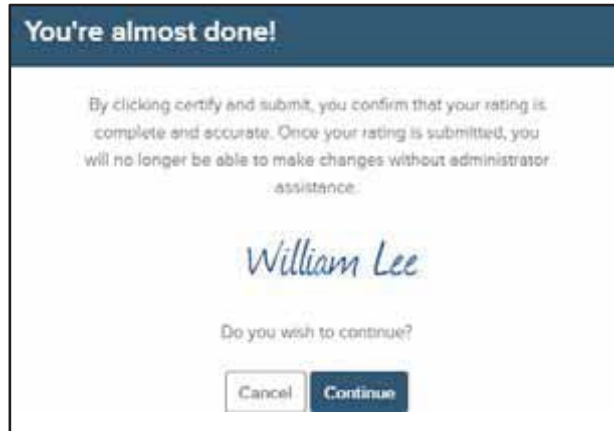 You're almost done!
By clicking certify and submit, you confirm that your rating is
complete and accurate. Once your rating is submitted, you
will no longer be able to make changes without administrator
assistance.
William Lee
Do you wish to continue?
Cancel Continue